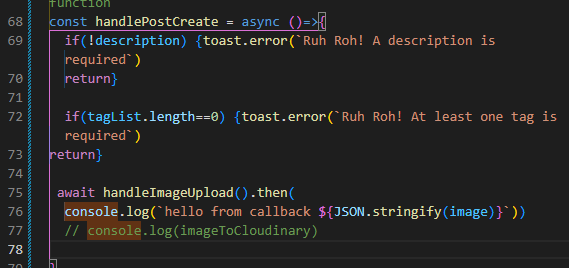 function
68 const handlePostCreate = async ()=>{
69 if(!description) {toast.error(`Ruh Roh! A description is
required`)
70 return}
71
72 if(tagList.length==0) {toast.error(`Ruh Roh! At least one tag is
required`)
73 return}
74
75 await handleImageUpload().then(
76 console.log(`hello from callback ${JSON.stringify(image)}`))
77 // console.log(imageToCloudinary)
78
}